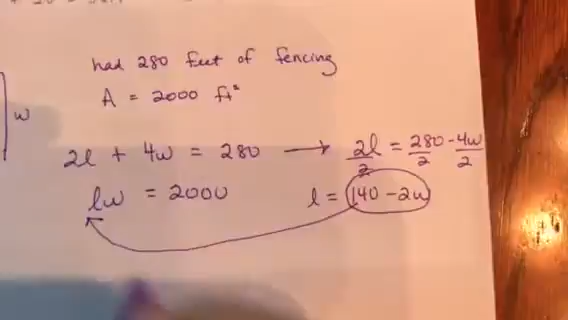 had 280 feet of fencing
A = 2000 ft²
w
2l + 4w = 280 → 2l/2 = 280/2 - 4w/2
lw = 2000 l = 140 - 2w